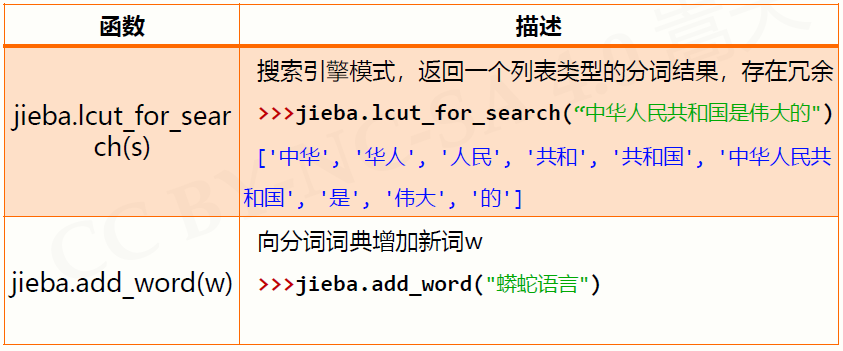 函数
描述
jieba.lcut_for_sear
ch(s)
搜索引擎模式，返回一个列表类型的分词结果，存在冗余
>>>jieba.lcut_for_search(“中华人民共和国是伟大的")
['中华', '华人', '人民', '共和', '共和国', '中华人民共
和国', '是', '伟大', '的']
jieba.add_word(w)
向分词词典增加新词w
>>>jieba.add_word("蟒蛇语言")